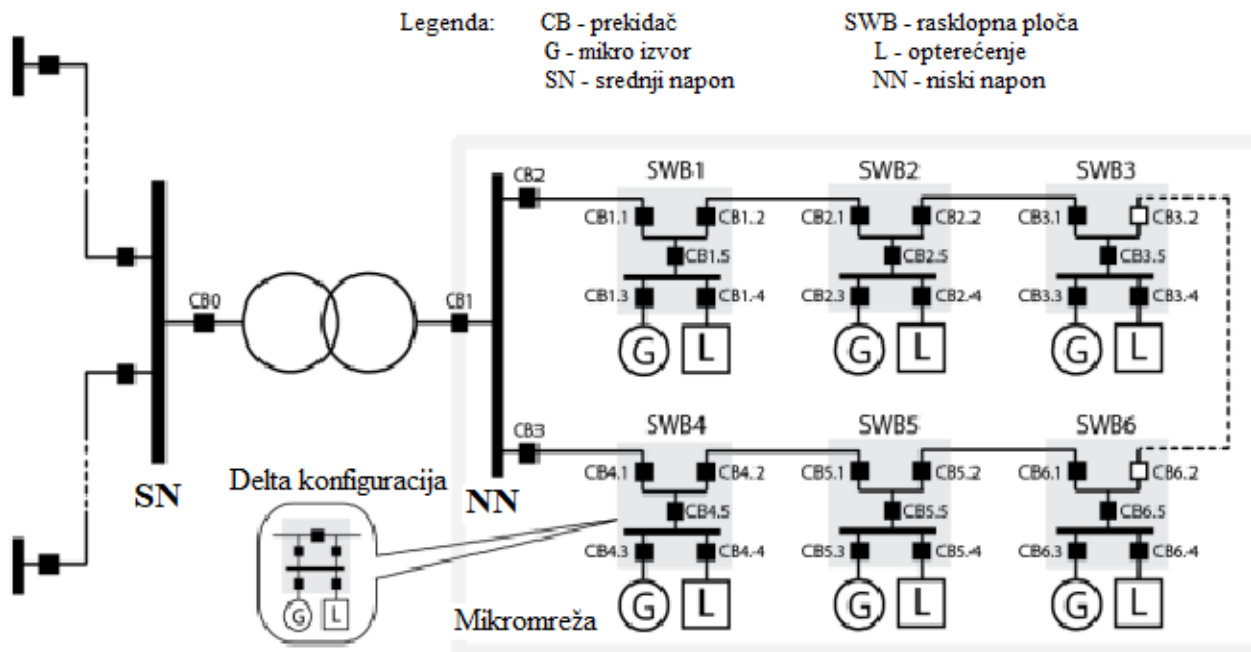 Legenda: CB - prekidač SWB - rasklopna ploča
G - mikro izvor L - opterećenje
SN - srednji napon NN - niski napon
CB2 SWB1 SWB2 SWB3
CB1.1 CB1.2 CB2.1 CB2.2 CB3.1 CB3.2
CB1.5 CB2.5 CB3.5
CB0 CB1 CB1.3 CB1.4 CB2.3 CB2.4 CB3.3 CB3.4
G L G L G L
CB3 SWB4 SWB5 SWB6
CB4.1 CB4.2 CB5.1 CB5.2 CB6.1 CB6.2
SN Delta konfiguracija NN
CB4.5 CB5.5 CB6.5
CB4.3 CB4.4 CB5.3 CB5.4 CB6.3 CB6.4
G L G L G L G L
Mikromreža